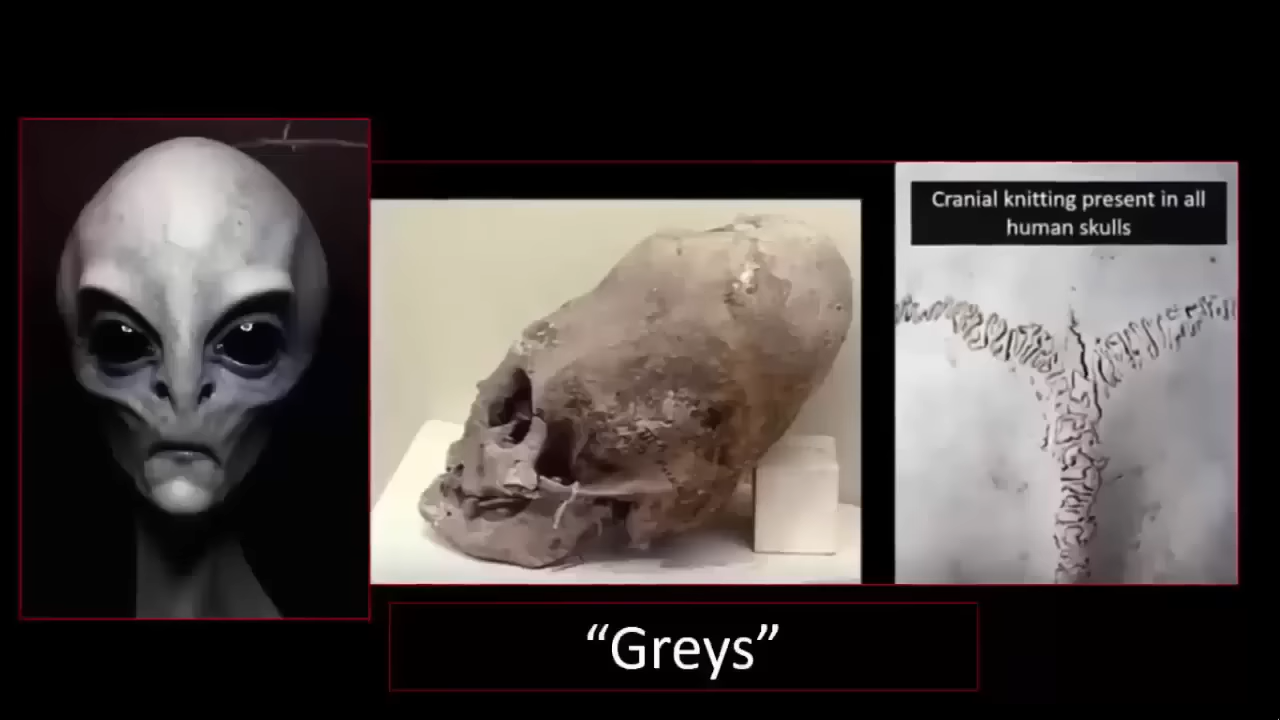 Cranial knitting present in all
human skulls
“Greys”